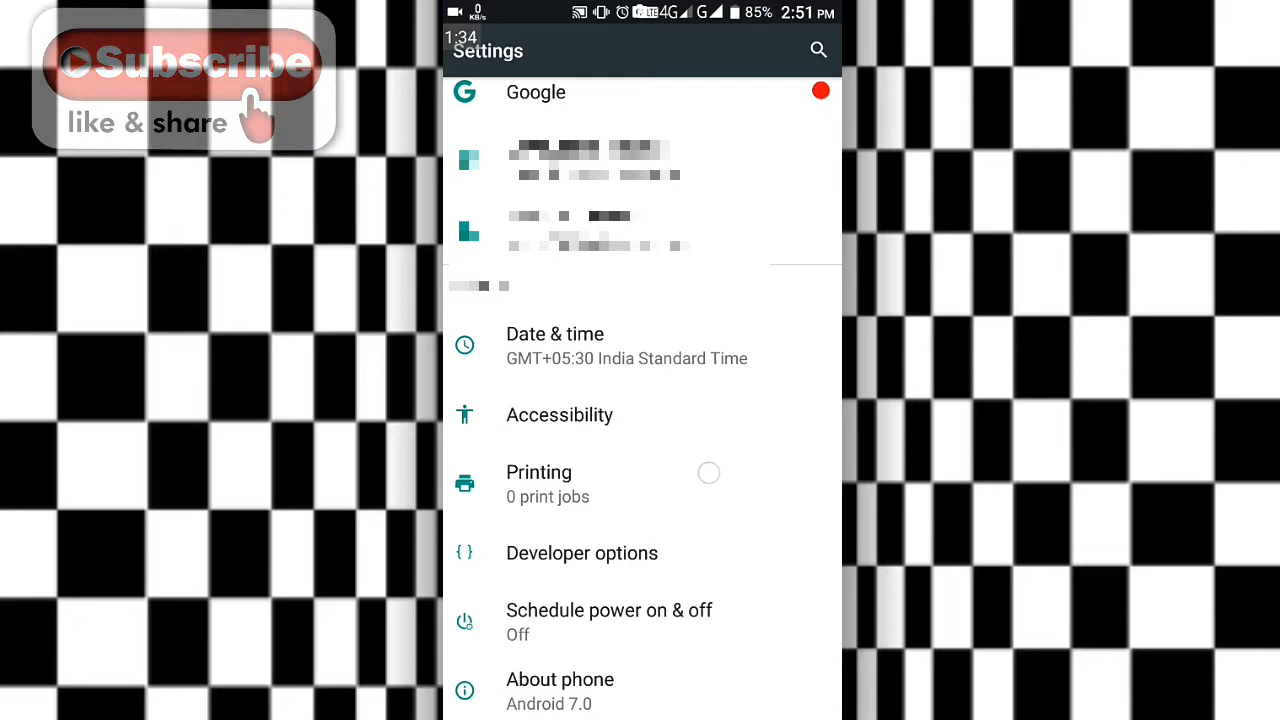 Subscribe
like & share
0
KB/s
4G
G
85%
2:51 PM
1:34
Settings
Google
Date & time
GMT+05:30 India Standard Time
Accessibility
Printing
0 print jobs
Developer options
Schedule power on & off
Off
About phone
Android 7.0